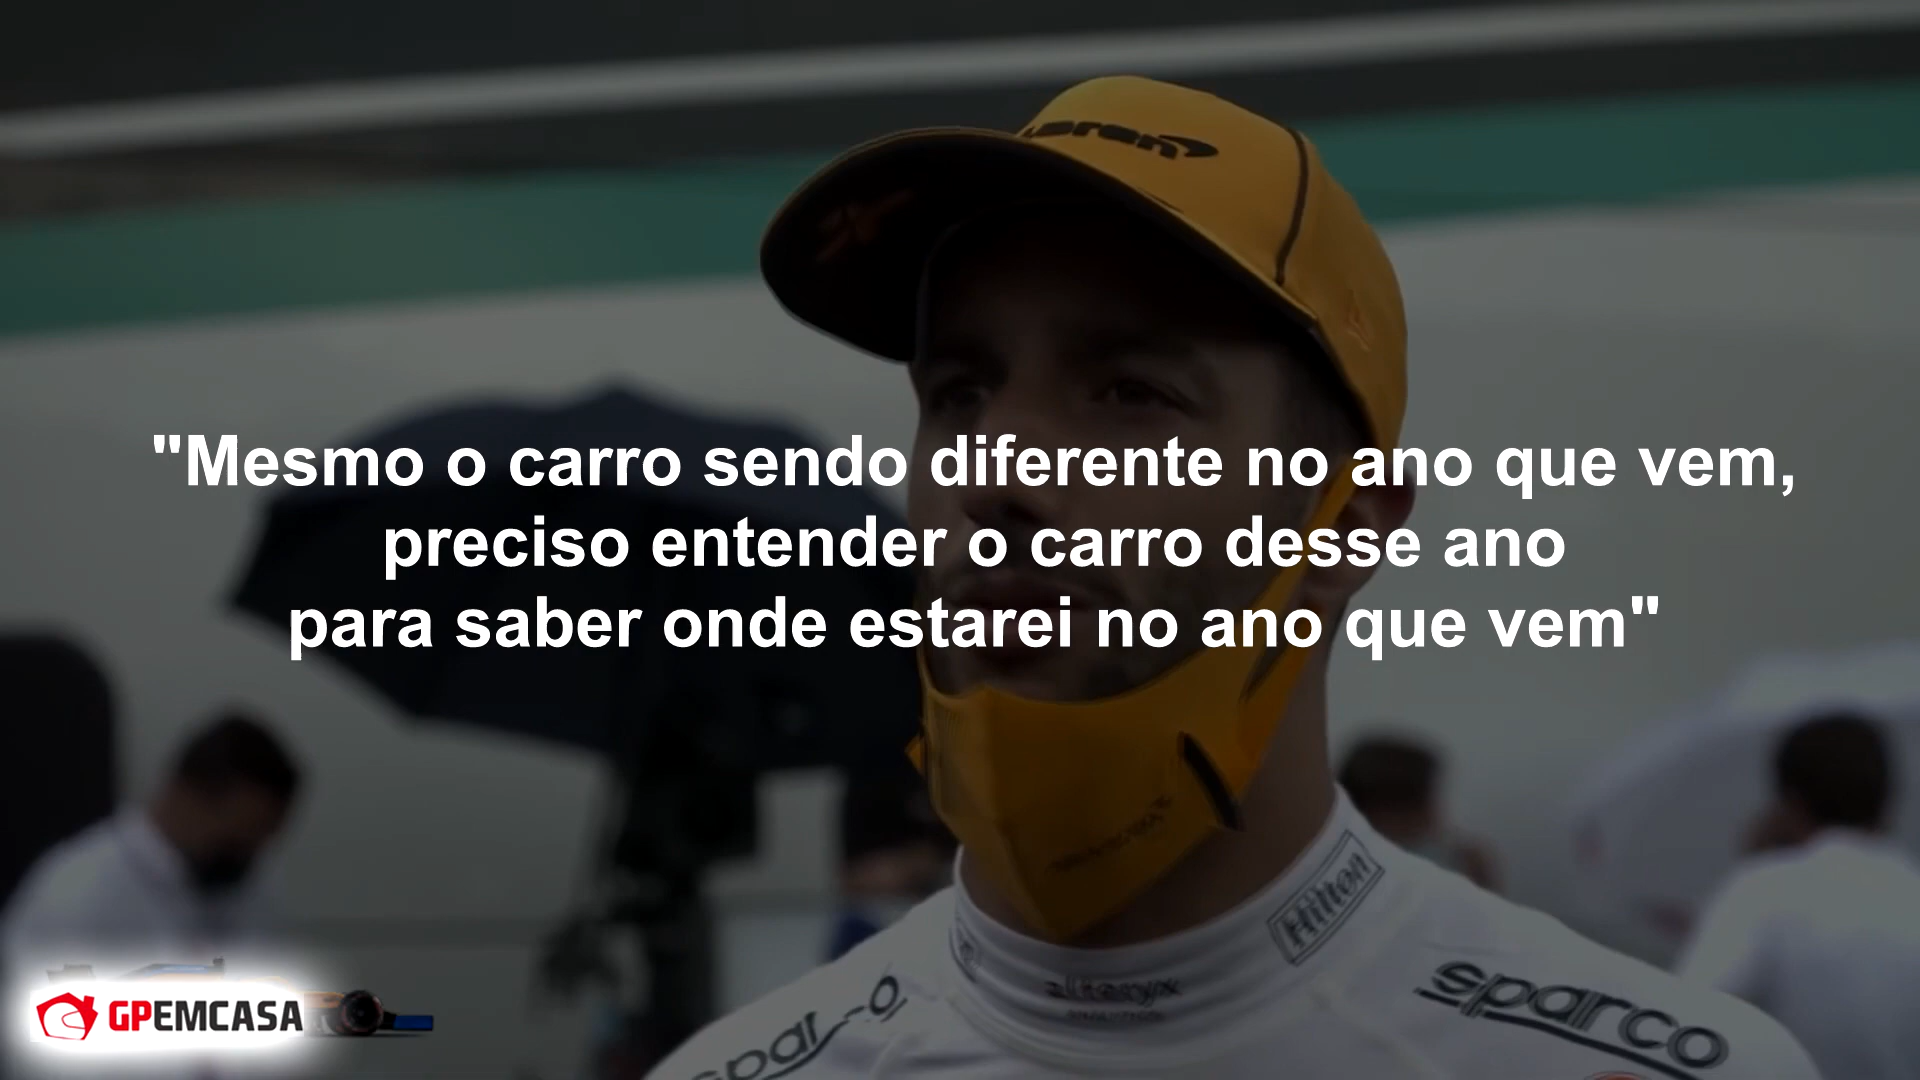 "Mesmo o carro sendo diferente no ano que vem,
preciso entender o carro desse ano
para saber onde estarei no ano que vem"
Hilton
sparco
GPEMCASA